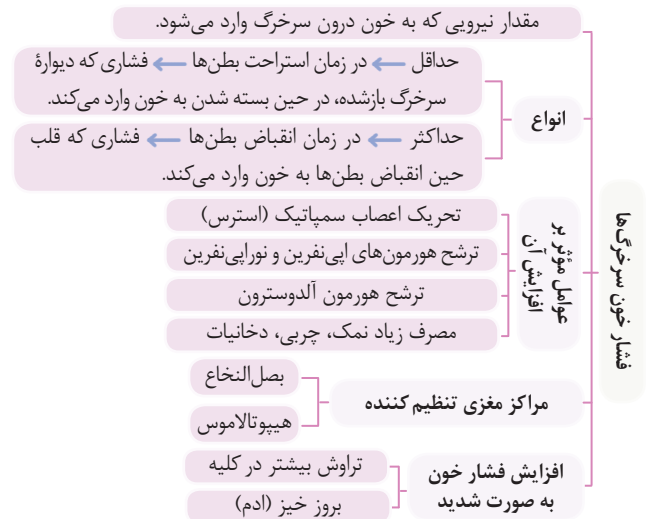 فشار خون سرخرگ‌ها
مقدار نیرویی که به خون درون سرخرگ وارد می‌شود.
انواع
حداقل ← در زمان استراحت بطن‌ها ← فشاری که دیوارهٔ
سرخرگ بازشده، در حین بسته شدن به خون وارد می‌کند.
حداکثر ← در زمان انقباض بطن‌ها ← فشاری که قلب
حین انقباض بطن‌ها به خون وارد می‌کند.
عوامل مؤثر بر
افزایش آن
تحریک اعصاب سمپاتیک (استرس)
ترشح هورمون‌های اپی‌نفرین و نوراپی‌نفرین
ترشح هورمون آلدوسترون
مصرف زیاد نمک، چربی، دخانیات
مراکز مغزی تنظیم‌کننده
بصل‌النخاع
هیپوتالاموس
افزایش فشار خون
به صورت شدید
تراوش بیشتر در کلیه
بروز خیز (ادم)